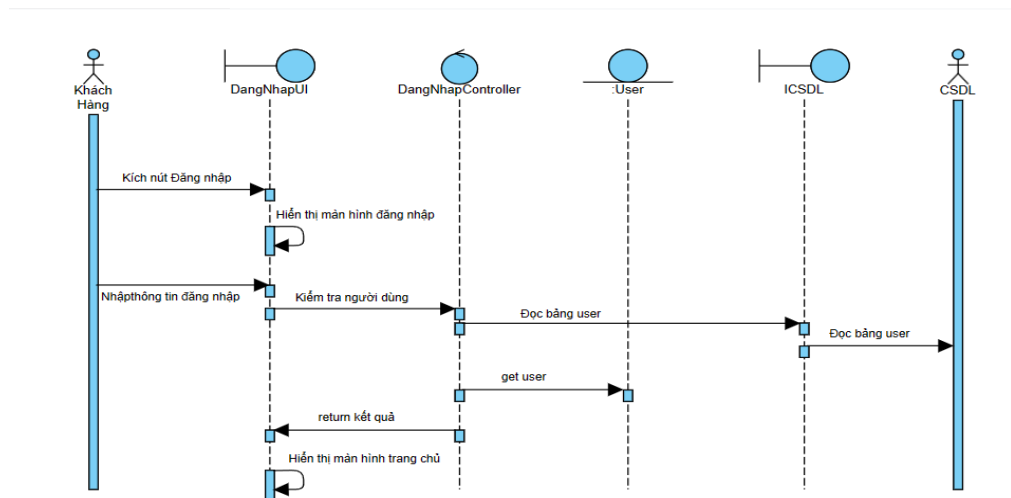 Khách
Hàng
DangNhapUI
DangNhapController
:User
ICSDL
CSDL
Kích nút Đăng nhập
Hiển thị màn hình đăng nhập
Nhậpthông tin đăng nhập
Kiểm tra người dùng
Đọc bảng user
Đọc bảng user
get user
return kết quả
Hiển thị màn hình trang chủ